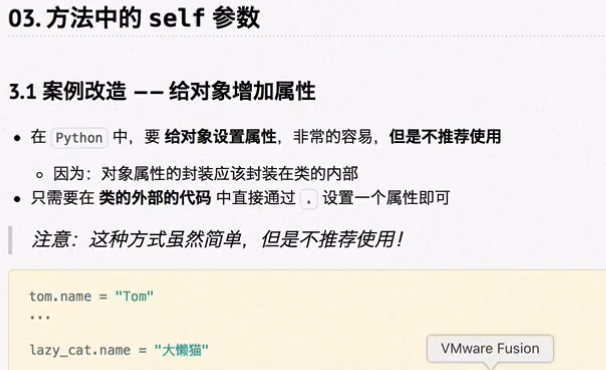 03. 方法中的 self 参数
3.1 案例改造 —— 给对象增加属性
在 Python 中，要 给对象设置属性，非常的容易，但是不推荐使用
因为：对象属性的封装应该封装在类的内部
只需要在 类的外部的代码 中直接通过 . 设置一个属性即可
注意：这种方式虽然简单，但是不推荐使用！
tom.name = "Tom"
...
lazy_cat.name = "大懒猫"
VMware Fusion